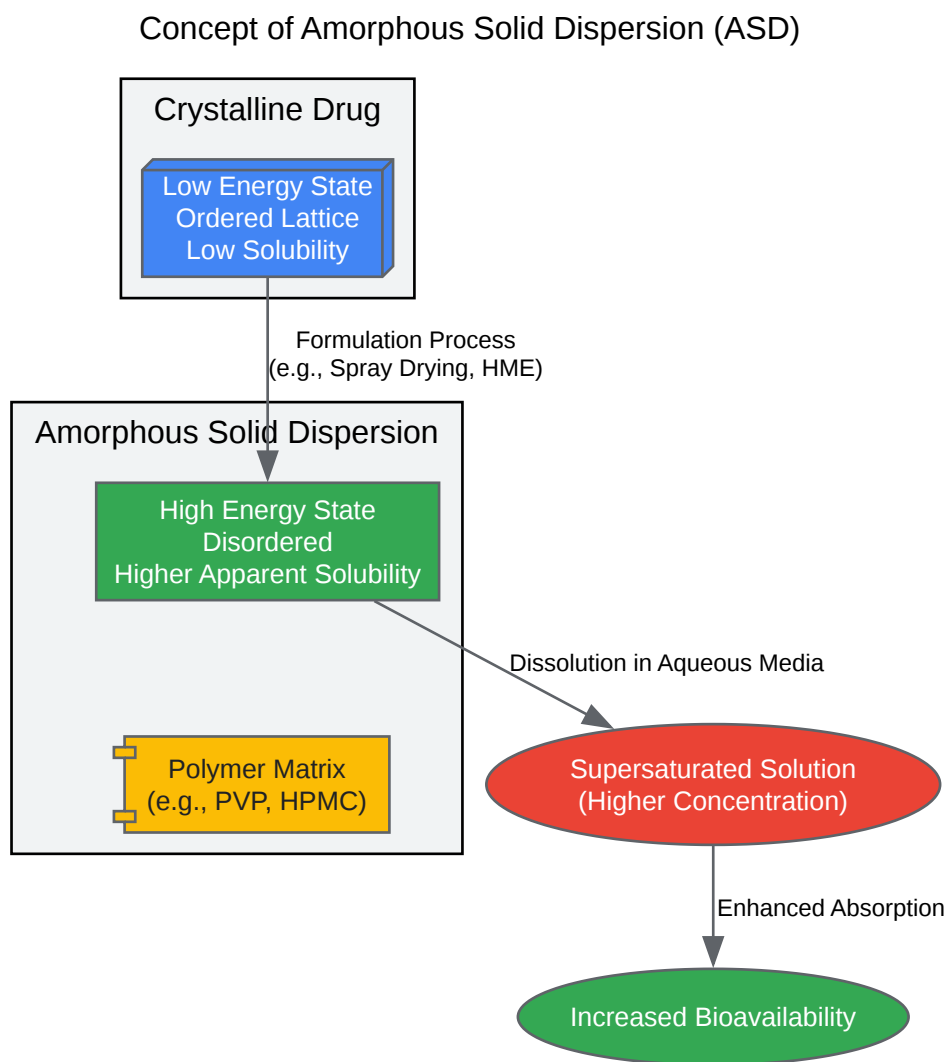 Concept of Amorphous Solid Dispersion (ASD)
Crystalline Drug
Low Energy State
Ordered Lattice
Low Solubility
Formulation Process
(e.g., Spray Drying, HME)
Amorphous Solid Dispersion
High Energy State
Disordered
Higher Apparent Solubility
Dissolution in Aqueous Media
Polymer Matrix
(e.g., PVP, HPMC)
Supersaturated Solution
(Higher Concentration)
Enhanced Absorption
Increased Bioavailability